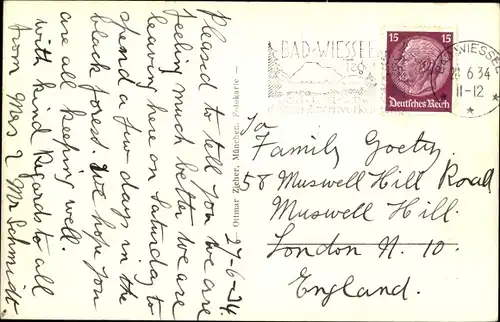 27-6-34.
Pleasd to tell you we are
feeling much better we are
leaving here on Saturday to
spend a few days in the
black forest. We hope you
are all keeping well.
with kind Regards to all
from Mrs & Mr Schmidt
Ottmar Zieher, München. Fotokarte —
BAD-WIESSEE
15 15
Deutsches Reich
WIESSEE
6.34
11-12
To
Family Goetz
58 Muswell Hill Road
Muswell Hill.
London N. 10.
England.